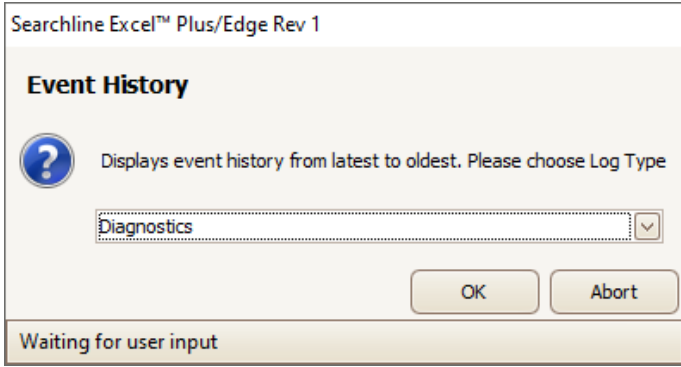 Searchline Excel™ Plus/Edge Rev 1
Event History
Displays event history from latest to oldest. Please choose Log Type
Diagnostics
OK Abort
Waiting for user input